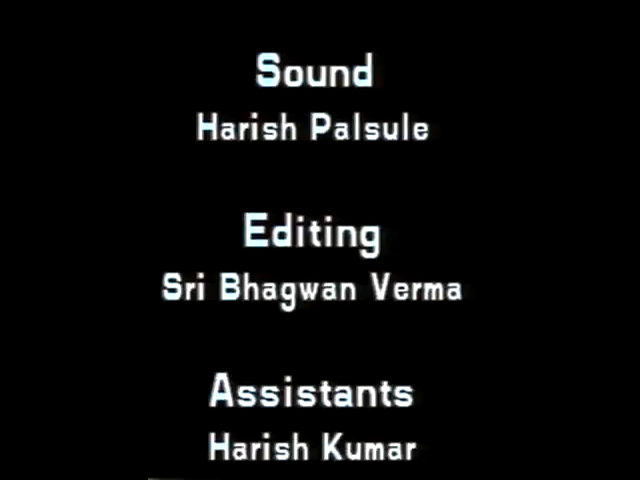 Sound
Harish Palsule
Editing
Sri Bhagwan Verma
Assistants
Harish Kumar